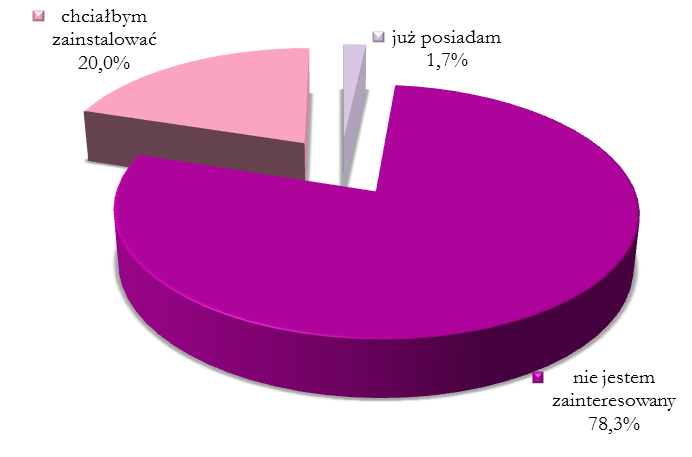 chciałbym
zainstalować
20,0%
już posiadam
1,7%
nie jestem
zainteresowany
78,3%